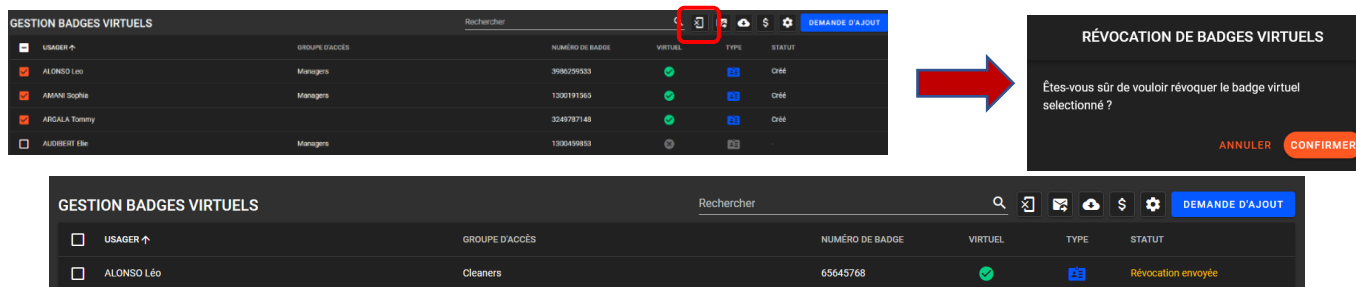 GESTION BADGES VIRTUELS Rechercher $ DEMANDE D'AJOUT
USAGER GROUPE D'ACCÈS NUMÉRO DE BADGE VIRTUEL TYPE STATUT
ALONSO Leo Managers 3986259533 Créé
AMANI Sophia Managers 1300191565 Créé
ARGALA Tommy 3249787148 Créé
AUDIBERT Elie Managers 1300459853 -
RÉVOCATION DE BADGES VIRTUELS
Êtes-vous sûr de vouloir révoquer le badge virtuel
selectionné ?
ANNULER CONFIRMER
GESTION BADGES VIRTUELS Rechercher $ DEMANDE D'AJOUT
USAGER GROUPE D'ACCÈS NUMÉRO DE BADGE VIRTUEL TYPE STATUT
ALONSO Léo Cleaners 65645768 Révocation envoyée